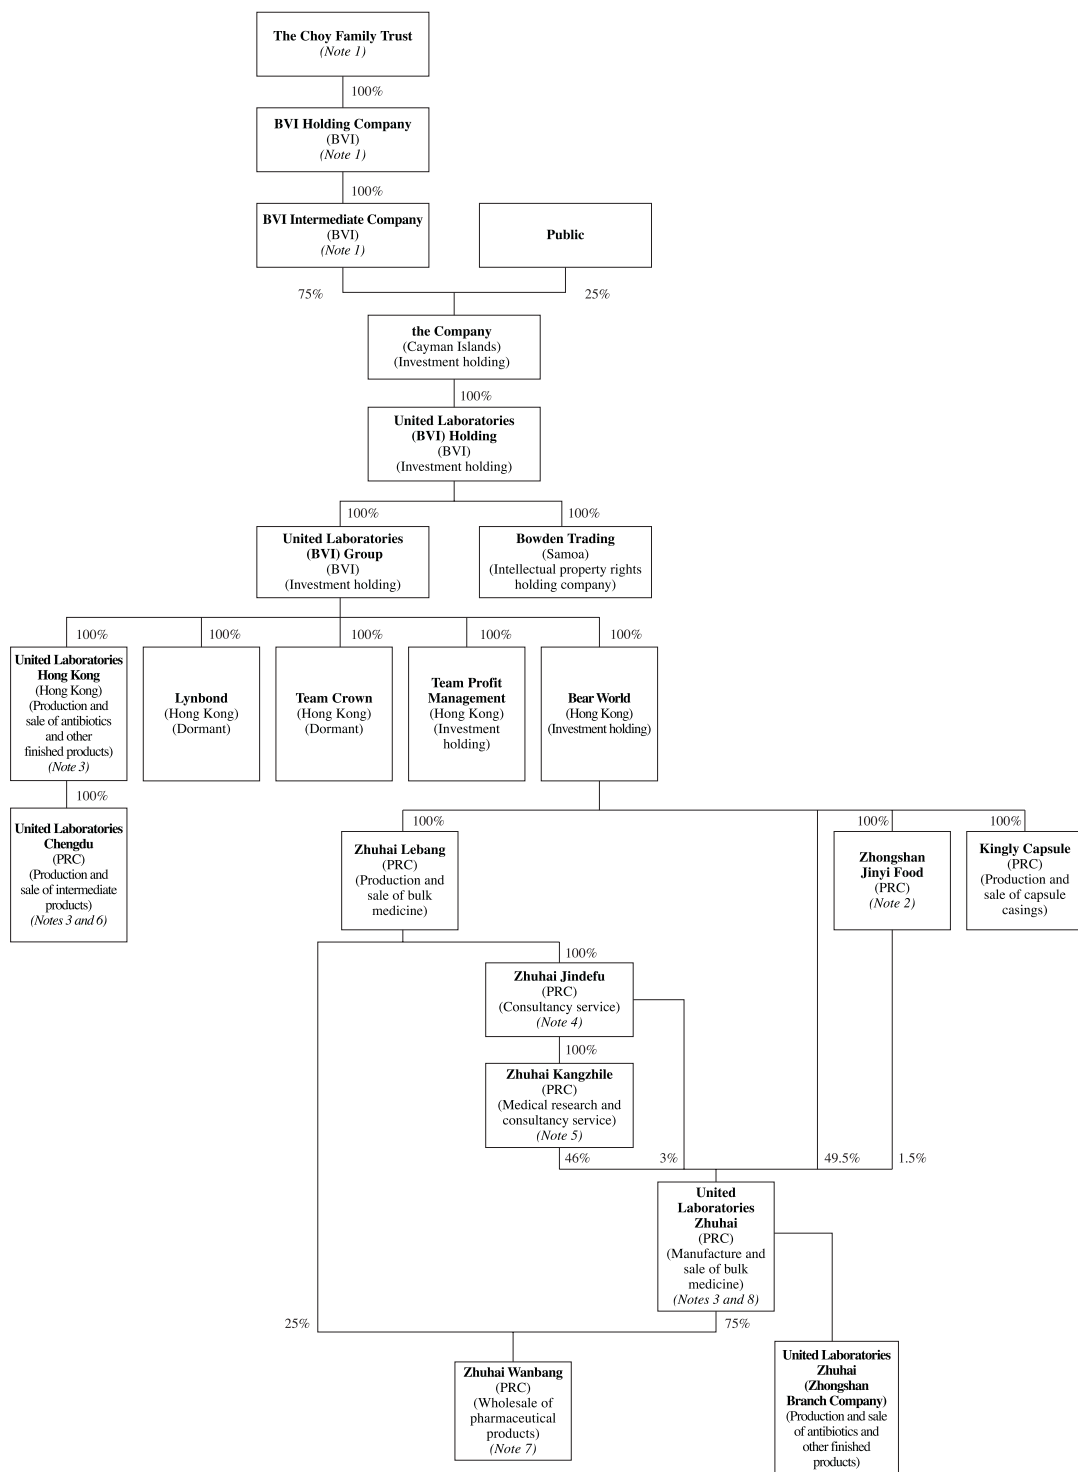 The Choy Family Trust
(Note 1)
100%
BVI Holding Company
(BVI)
(Note 1)
100%
BVI Intermediate Company
(BVI)
(Note 1)
Public
75%
25%
the Company
(Cayman Islands)
(Investment holding)
100%
United Laboratories
(BVI) Holding
(BVI)
(Investment holding)
100%
100%
United Laboratories
(BVI) Group
(BVI)
(Investment holding)
Bowden Trading
(Samoa)
(Intellectual property rights
holding company)
100%
100%
100%
100%
100%
United Laboratories
Hong Kong
(Hong Kong)
(Production and
sale of antibiotics
and other
finished products)
(Note 3)
Lynbond
(Hong Kong)
(Dormant)
Team Crown
(Hong Kong)
(Dormant)
Team Profit
Management
(Hong Kong)
(Investment
holding)
Bear World
(Hong Kong)
(Investment holding)
100%
United Laboratories
Chengdu
(PRC)
(Production and
sale of intermediate
products)
(Notes 3 and 6)
100%
100%
100%
Zhuhai Lebang
(PRC)
(Production and
sale of bulk
medicine)
Zhongshan
Jinyi Food
(PRC)
(Note 2)
Kingly Capsule
(PRC)
(Production and
sale of capsule
casings)
100%
Zhuhai Jindefu
(PRC)
(Consultancy service)
(Note 4)
100%
Zhuhai Kangzhile
(PRC)
(Medical research and
consultancy service)
(Note 5)
46%
3%
49.5%
1.5%
United
Laboratories
Zhuhai
(PRC)
(Manufacture and
sale of bulk
medicine)
(Notes 3 and 8)
25%
75%
Zhuhai Wanbang
(PRC)
(Wholesale of
pharmaceutical
products)
(Note 7)
United Laboratories
Zhuhai
(Zhongshan
Branch Company)
(Production and sale
of antibiotics and
other finished
products)